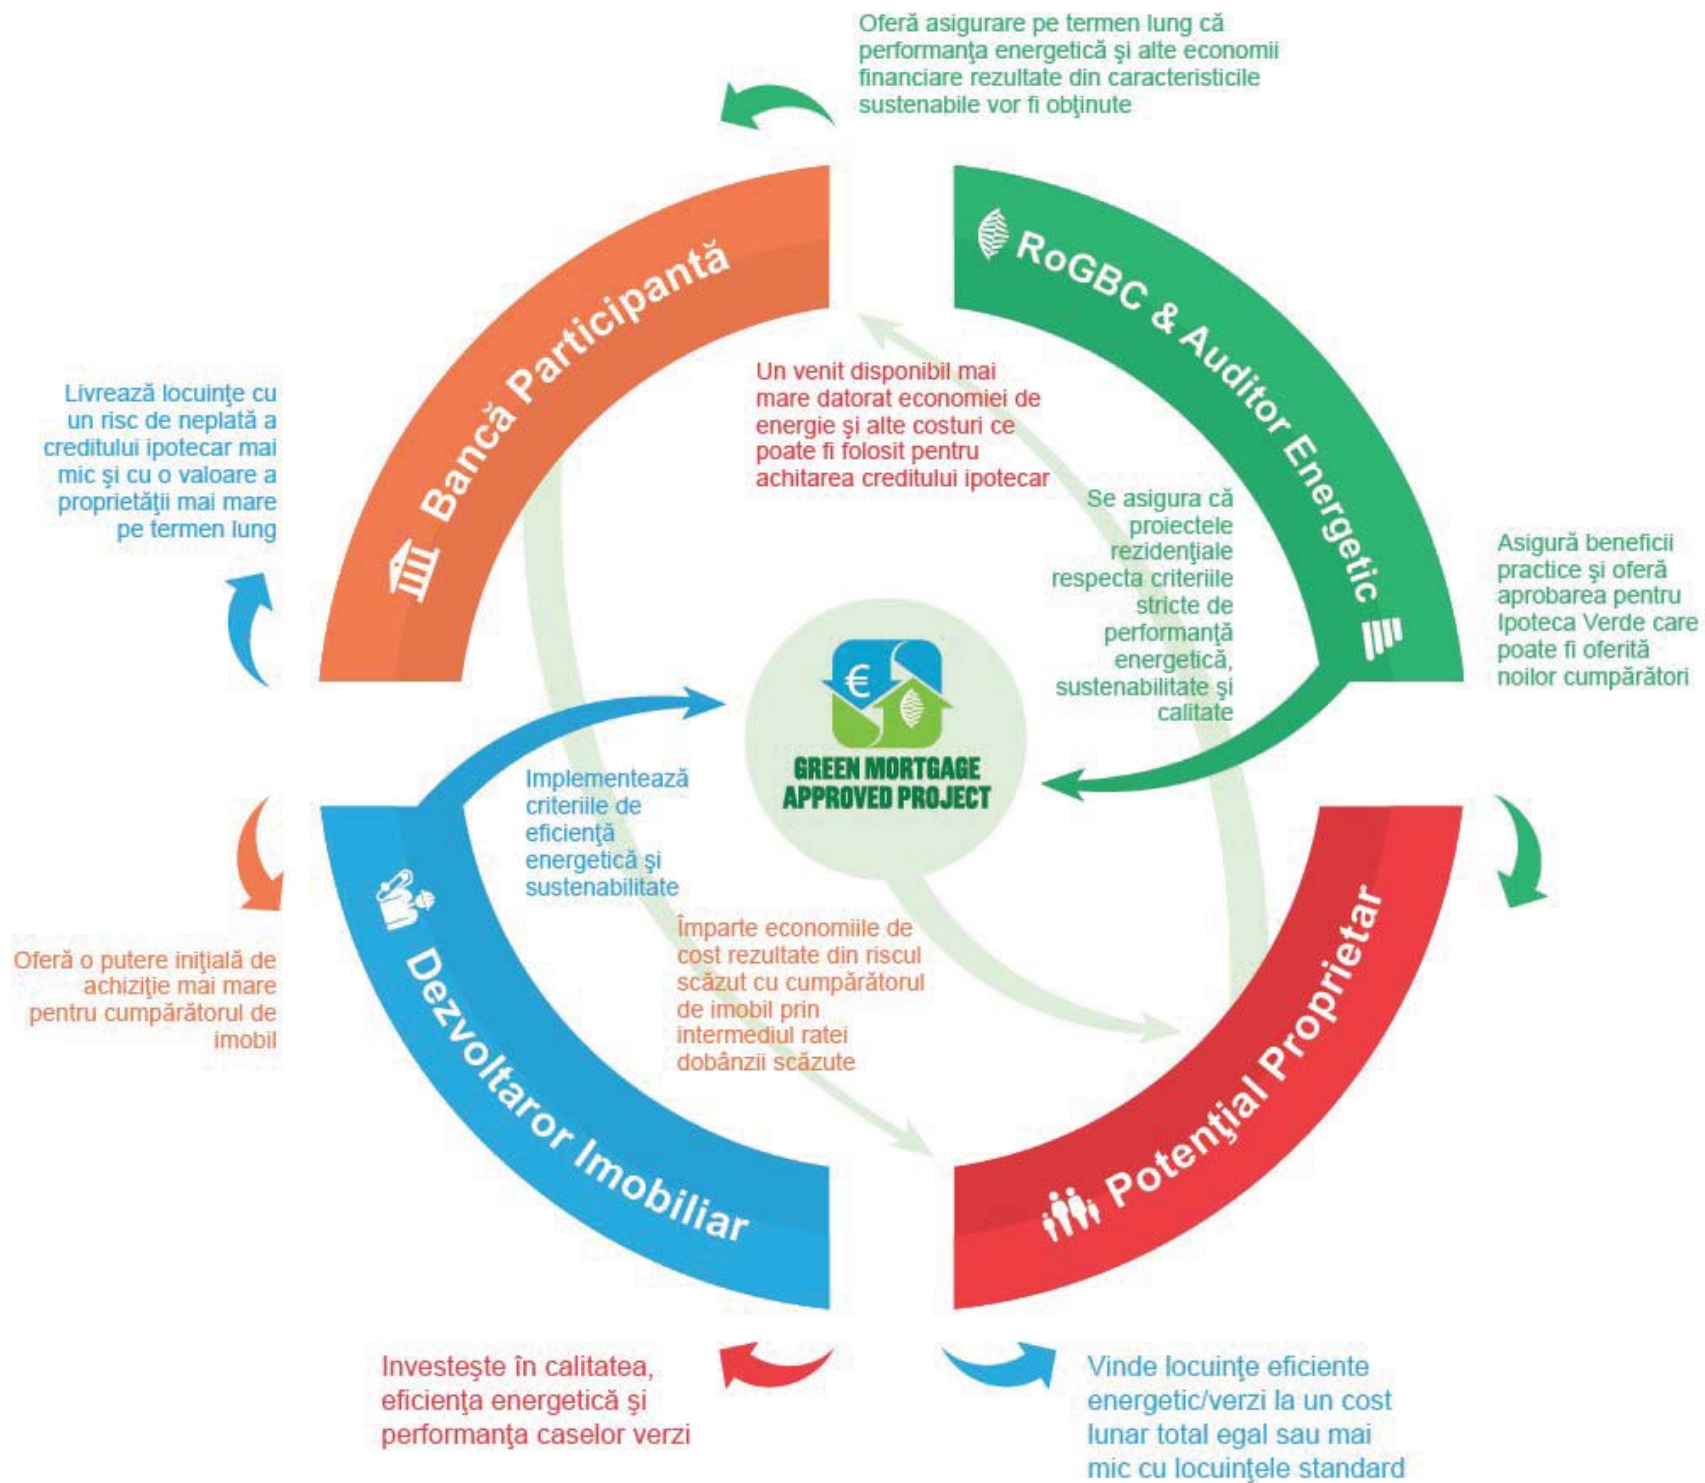 Oferă asigurare pe termen lung că
performanţa energetică şi alte economii
financiare rezultate din caracteristicile
sustenabile vor fi obţinute
Bancă Participantă
RoGBC & Auditor Energetic
Livrează locuinţe cu
un risc de neplată a
creditului ipotecar mai
mic şi cu o valoare a
proprietăţii mai mare
pe termen lung
Un venit disponibil mai
mare datorat economiei de
energie şi alte costuri ce
poate fi folosit pentru
achitarea creditului ipotecar
Se asigura că
proiectele
rezidenţiale
respecta criteriile
stricte de
performanţă
energetică,
sustenabilitate şi
calitate
Asigură beneficii
practice şi oferă
aprobarea pentru
Ipoteca Verde care
poate fi oferită
noilor cumpărători
€
GREEN MORTGAGE
APPROVED PROJECT
Implementează
criteriile de
eficienţă
energetică şi
sustenabilitate
Oferă o putere iniţială de
achiziţie mai mare
pentru cumpărătorul de
imobil
Împarte economiile de
cost rezultate din riscul
scăzut cu cumpărătorul
de imobil prin
intermediul ratei
dobânzii scăzute
Dezvoltaror Imobiliar
Potenţial Proprietar
Investeşte în calitatea,
eficienţa energetică şi
performanţa caselor verzi
Vinde locuinţe eficiente
energetic/verzi la un cost
lunar total egal sau mai
mic cu locuinţele standard